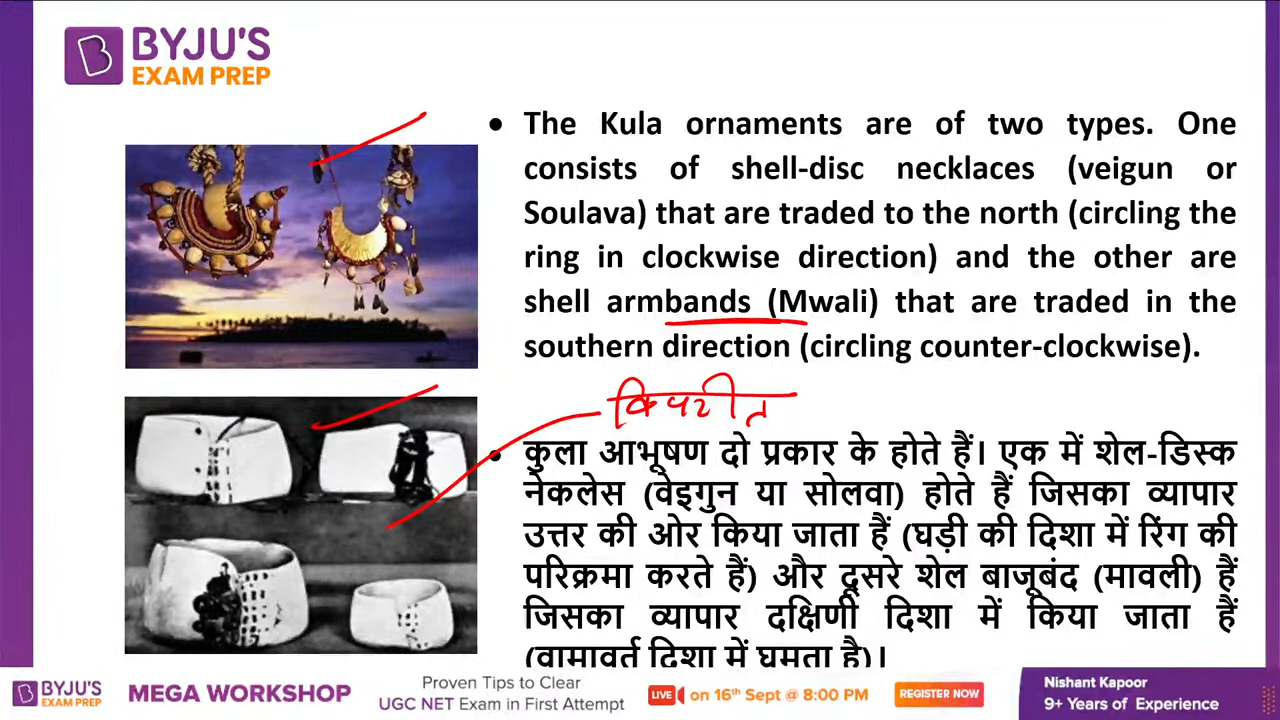 BYJU'S
EXAM PREP
• The Kula ornaments are of two types. One
consists of shell-disc necklaces (veigun or
Soulava) that are traded to the north (circling the
ring in clockwise direction) and the other are
shell armbands (Mwali) that are traded in the
southern direction (circling counter-clockwise).
विपरीत
• कुला आभूषण दो प्रकार के होते हैं। एक में शेल-डिस्क
नेकलेस (वेइगुन या सोलवा) होते हैं जिसका व्यापार
उत्तर की ओर किया जाता हैं (घड़ी की दिशा में रिंग की
परिक्रमा करते हैं) और दूसरे शेल बाजूबंद (मावली) हैं
जिसका व्यापार दक्षिणी दिशा में किया जाता हैं
(वामावर्त दिशा में घूमता है)।
BYJU'S
EXAM PREP
MEGA WORKSHOP
Proven Tips to Clear
UGC NET Exam in First Attempt
LIVE on 16th Sept @ 8:00 PM
REGISTER NOW
Nishant Kapoor
9+ Years of Experience